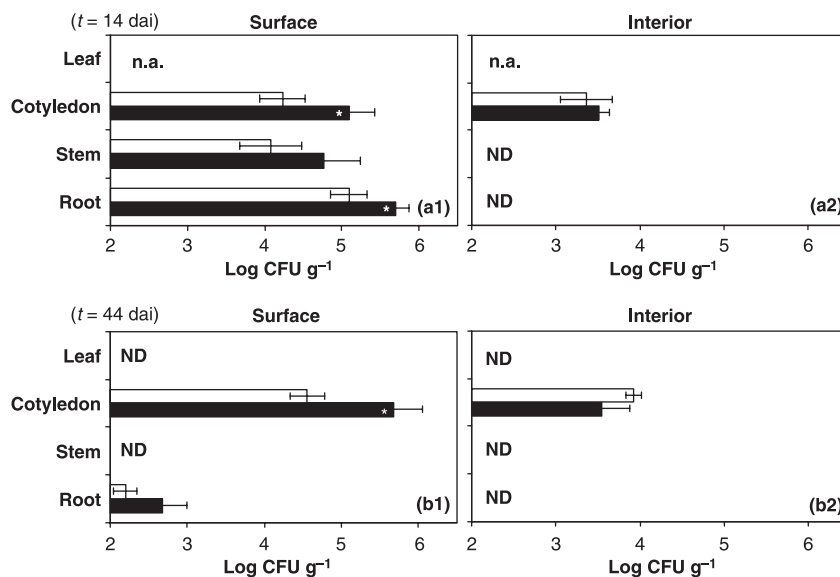 (t = 14 dai) Surface Interior
Leaf n.a. n.a.
Cotyledon *
Stem ND
Root * (a1) ND (a2)
2 3 4 5 6 2 3 4 5 6
Log CFU g⁻¹ Log CFU g⁻¹
(t = 44 dai) Surface Interior
Leaf ND ND
Cotyledon *
Stem ND ND
Root (b1) ND (b2)
2 3 4 5 6 2 3 4 5 6
Log CFU g⁻¹ Log CFU g⁻¹